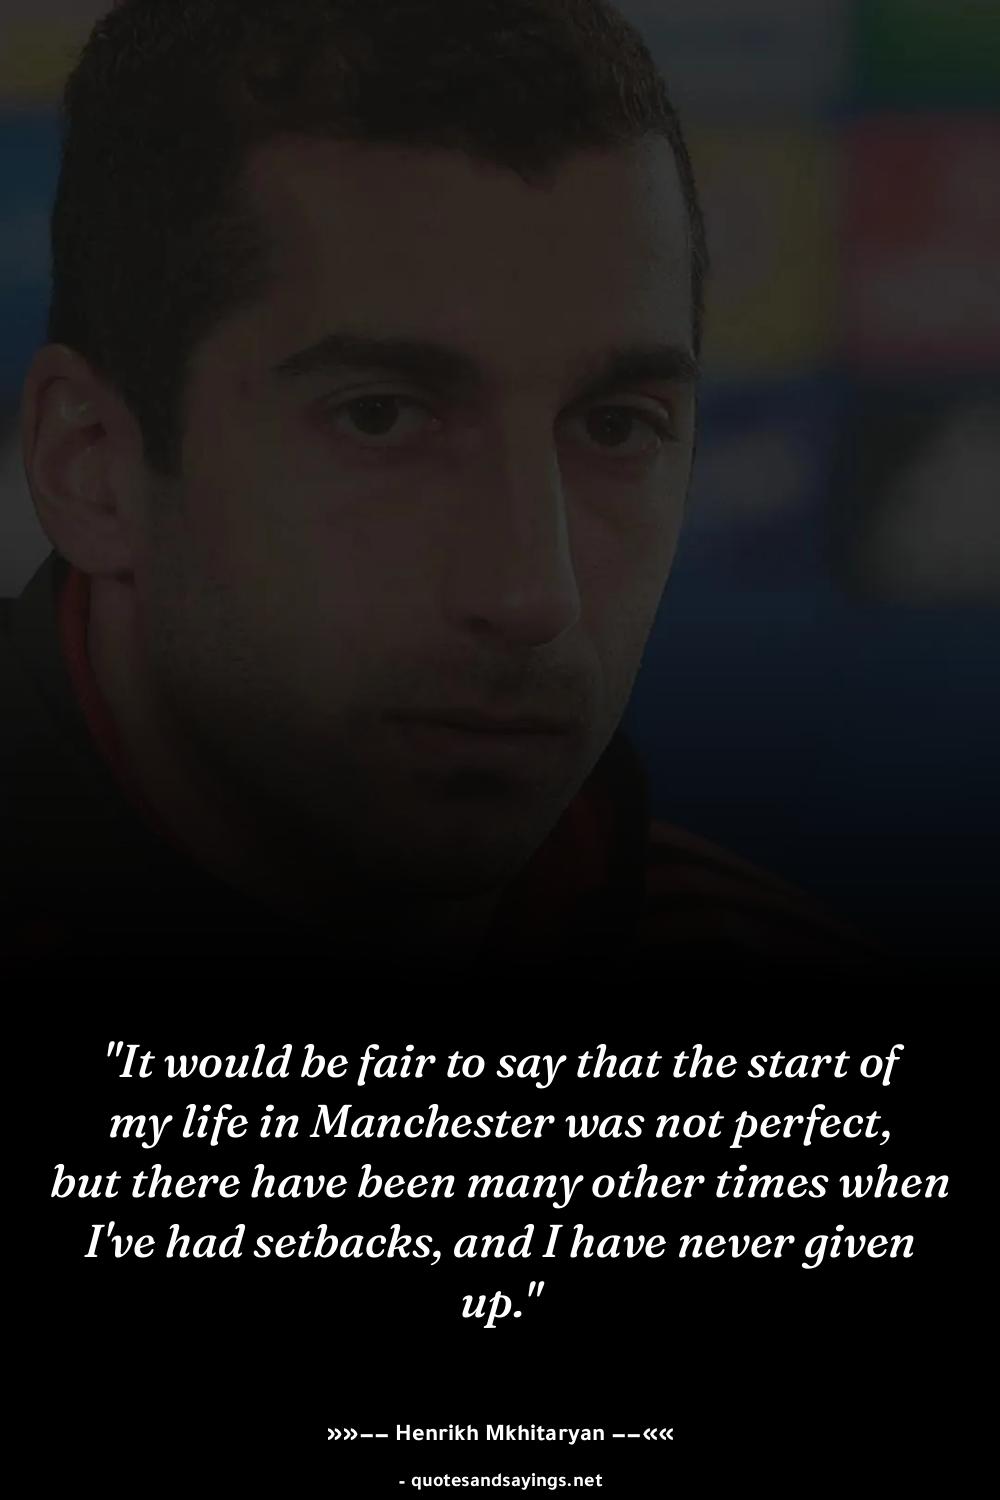 "It would be fair to say that the start of
my life in Manchester was not perfect,
but there have been many other times when
I've had setbacks, and I have never given
up."
»»–– Henrikh Mkhitaryan ––««
- quotesandsayings.net